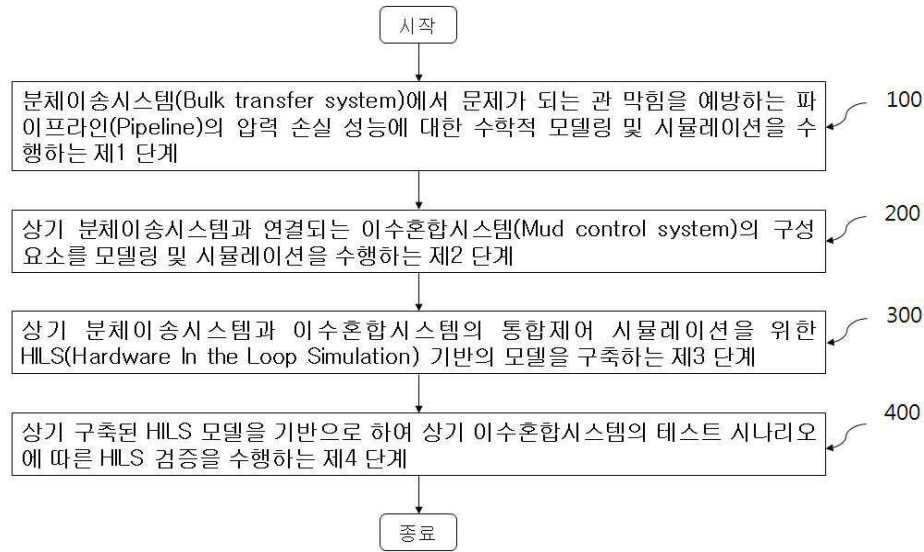 시작
분체이송시스템(Bulk transfer system)에서 문제가 되는 관 막힘을 예방하는 파
이프라인(Pipeline)의 압력 손실 성능에 대한 수학적 모델링 및 시뮬레이션을 수
행하는 제1 단계
100
상기 분체이송시스템과 연결되는 이수혼합시스템(Mud control system)의 구성
요소를 모델링 및 시뮬레이션을 수행하는 제2 단계
200
상기 분체이송시스템과 이수혼합시스템의 통합제어 시뮬레이션을 위한
HILS(Hardware In the Loop Simulation) 기반의 모델을 구축하는 제3 단계
300
상기 구축된 HILS 모델을 기반으로 하여 상기 이수혼합시스템의 테스트 시나리오
에 따른 HILS 검증을 수행하는 제4 단계
400
종료